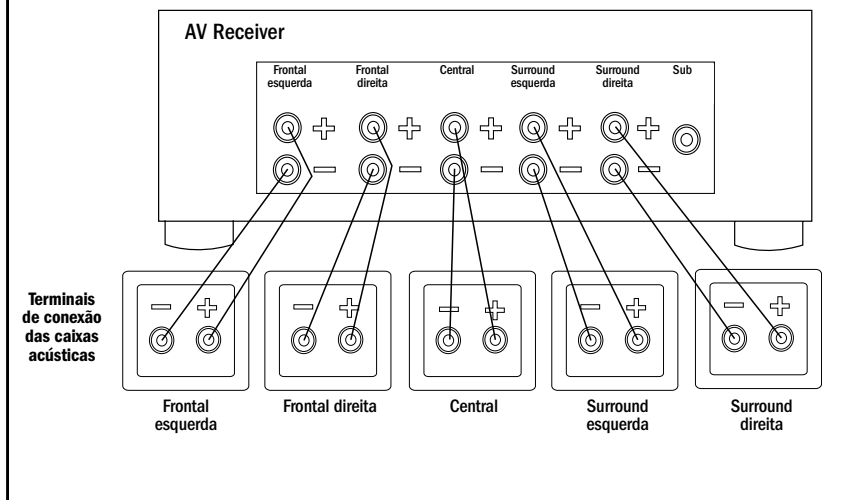 AV Receiver
Frontal
esquerda
Frontal
direita
Central
Surround
esquerda
Surround
direita
Sub
Terminais
de conexão
das caixas
acústicas
Frontal
esquerda
Frontal direita
Central
Surround
esquerda
Surround
direita